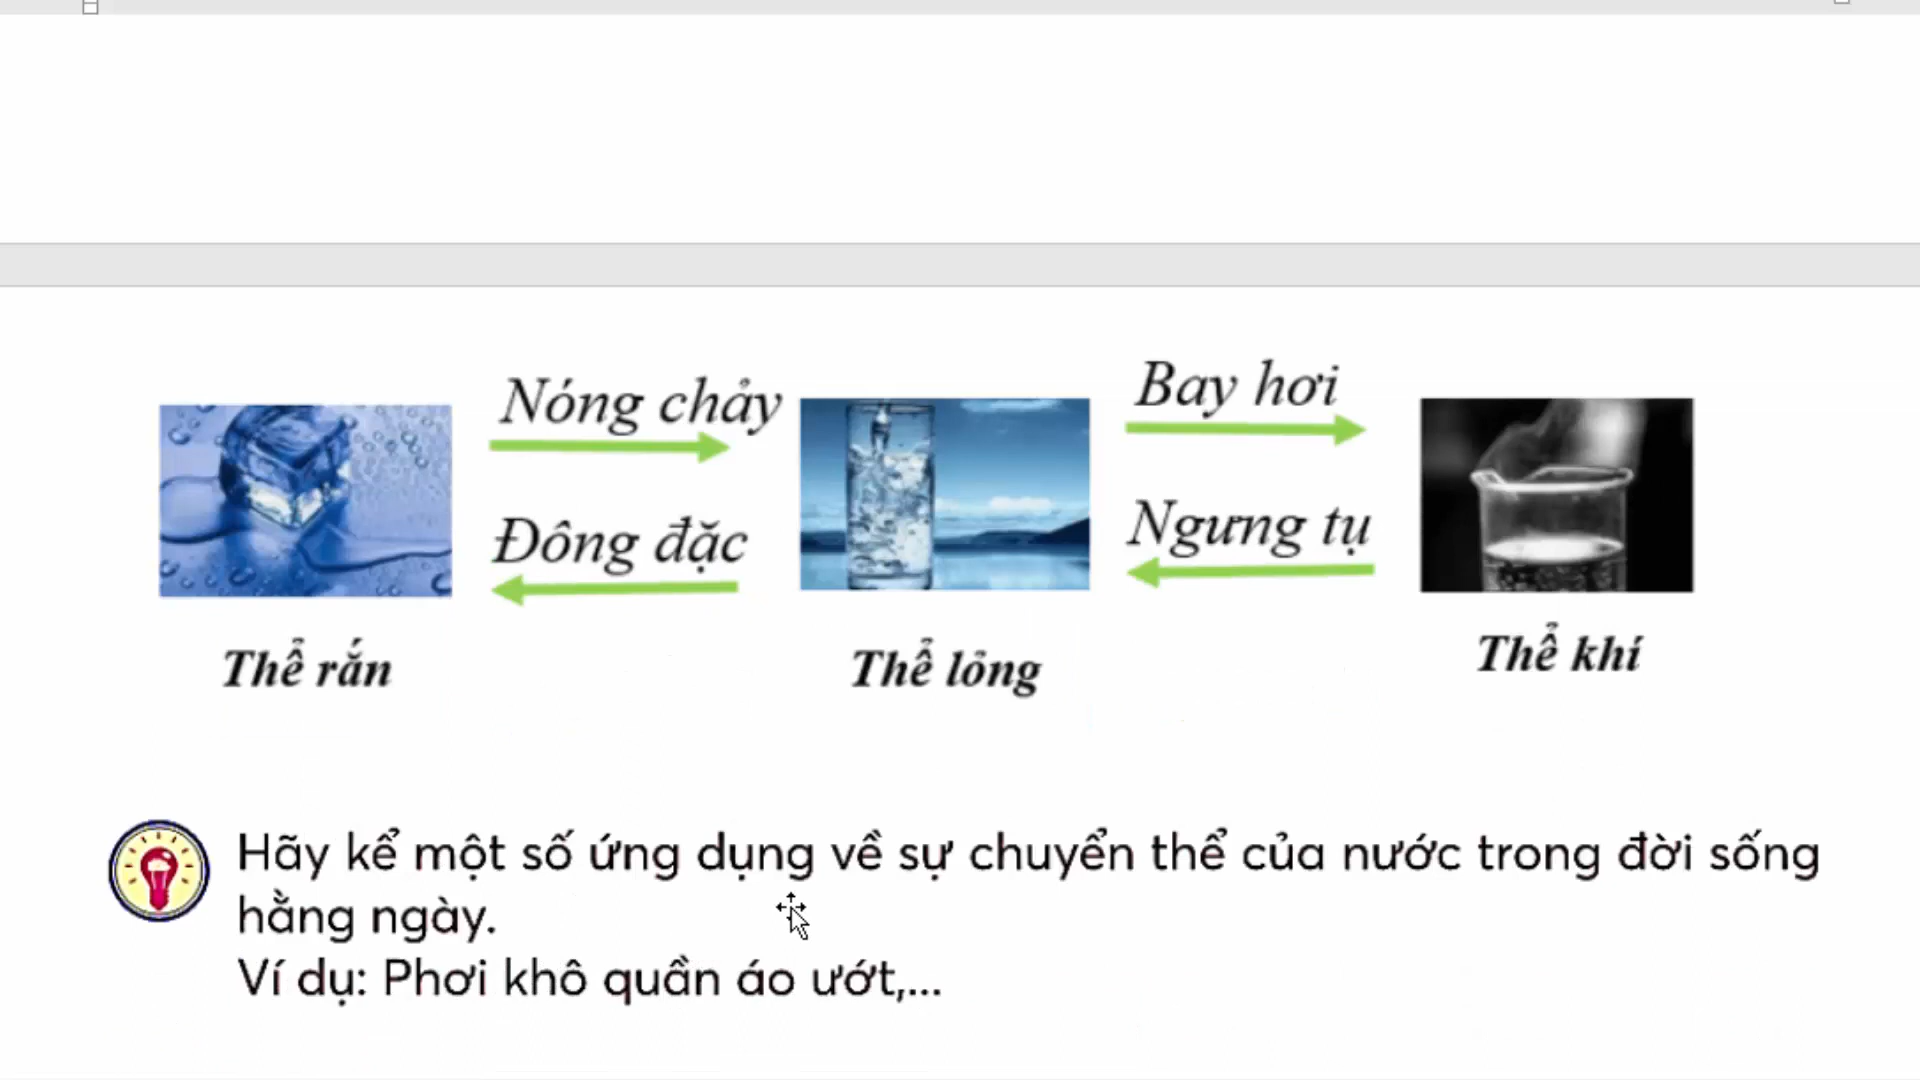 Nóng chảy
Bay hơi
Đông đặc
Ngưng tụ
Thể rắn
Thể lỏng
Thể khí
Hãy kể một số ứng dụng về sự chuyển thể của nước trong đời sống
hằng ngày.
Ví dụ: Phơi khô quần áo ướt,...